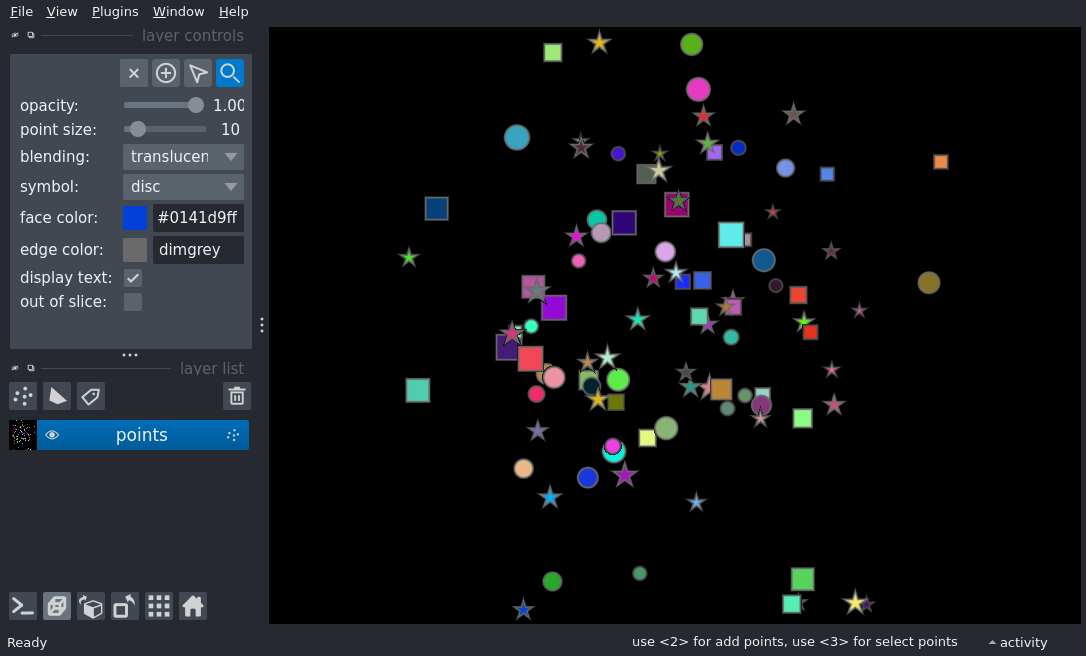 File View Plugins Window Help
layer controls
opacity: 1.00
point size: 10
blending: translucen
symbol: disc
face color: #0141d9ff
edge color: dimgrey
display text:
out of slice:
layer list
points
Ready
use <2> for add points, use <3> for select points
activity